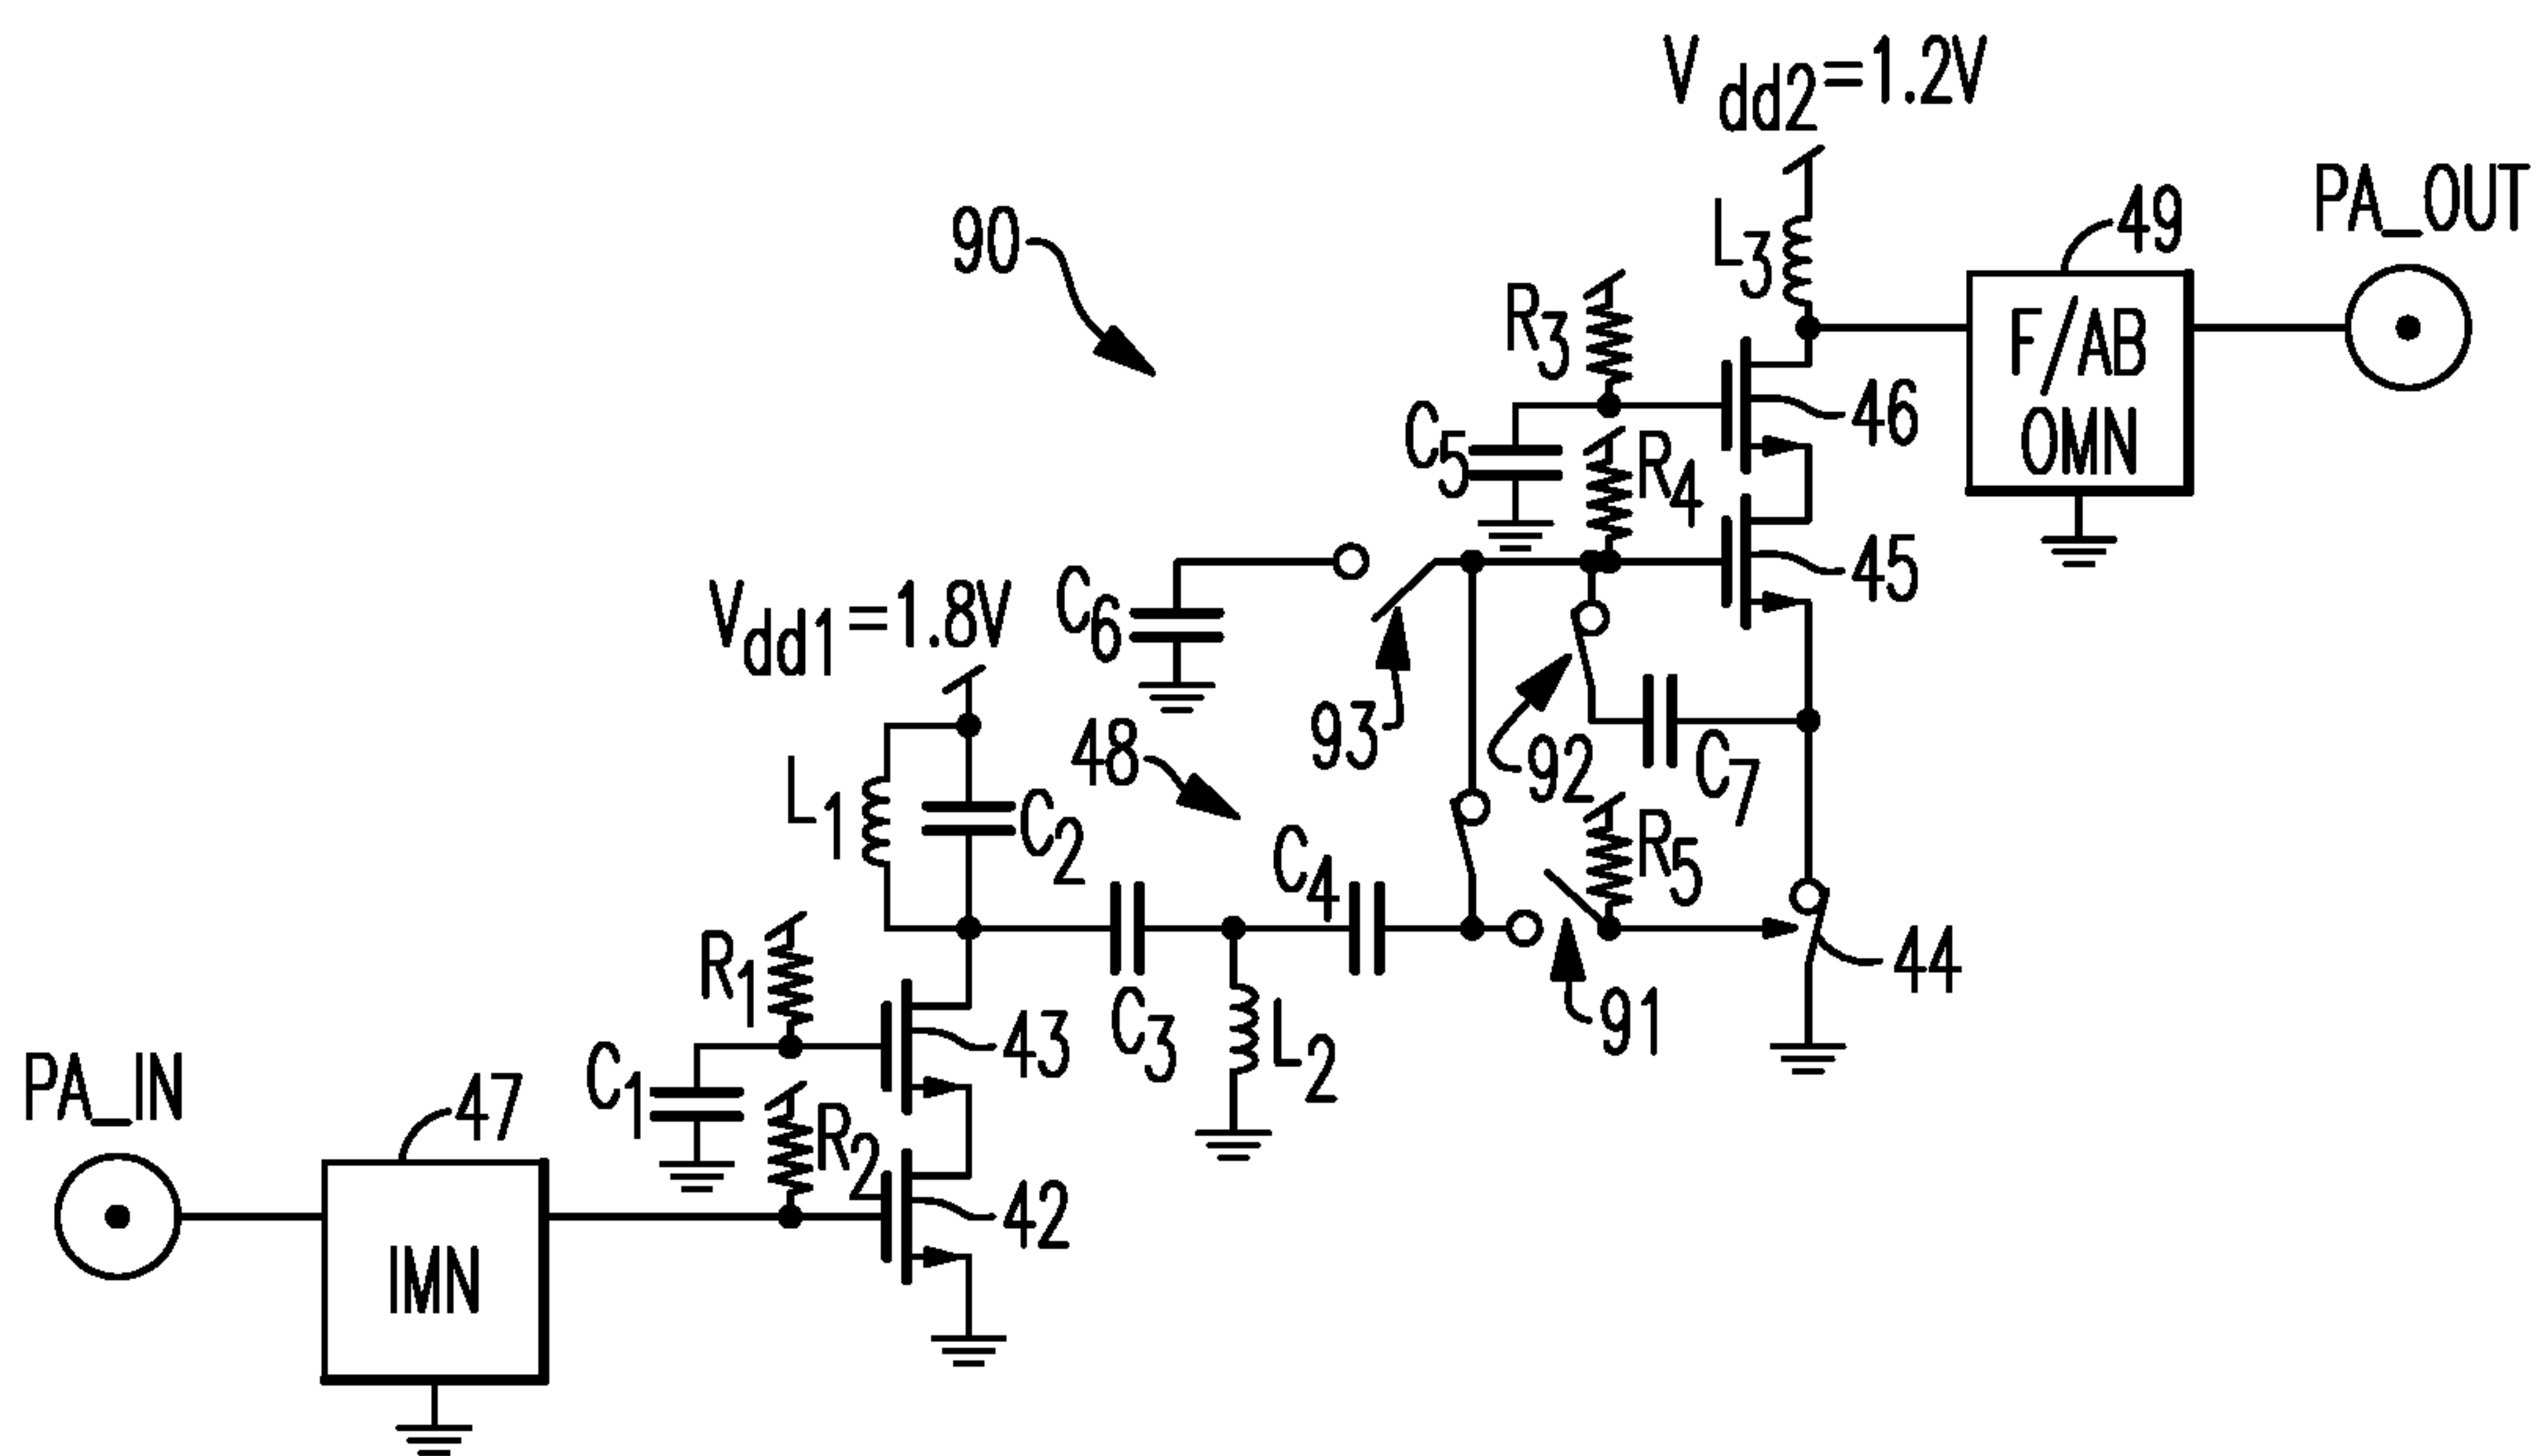 Vdd2=1.2V
PA_OUT
49
90
L3
R3
F/AB
OMN
46
C5
R4
45
C6
Vdd1=1.8V
93
92
C7
48
L1
C2
C4
R5
44
R1
43
C3
L2
91
PA_IN
47
C1
R2
42
IMN